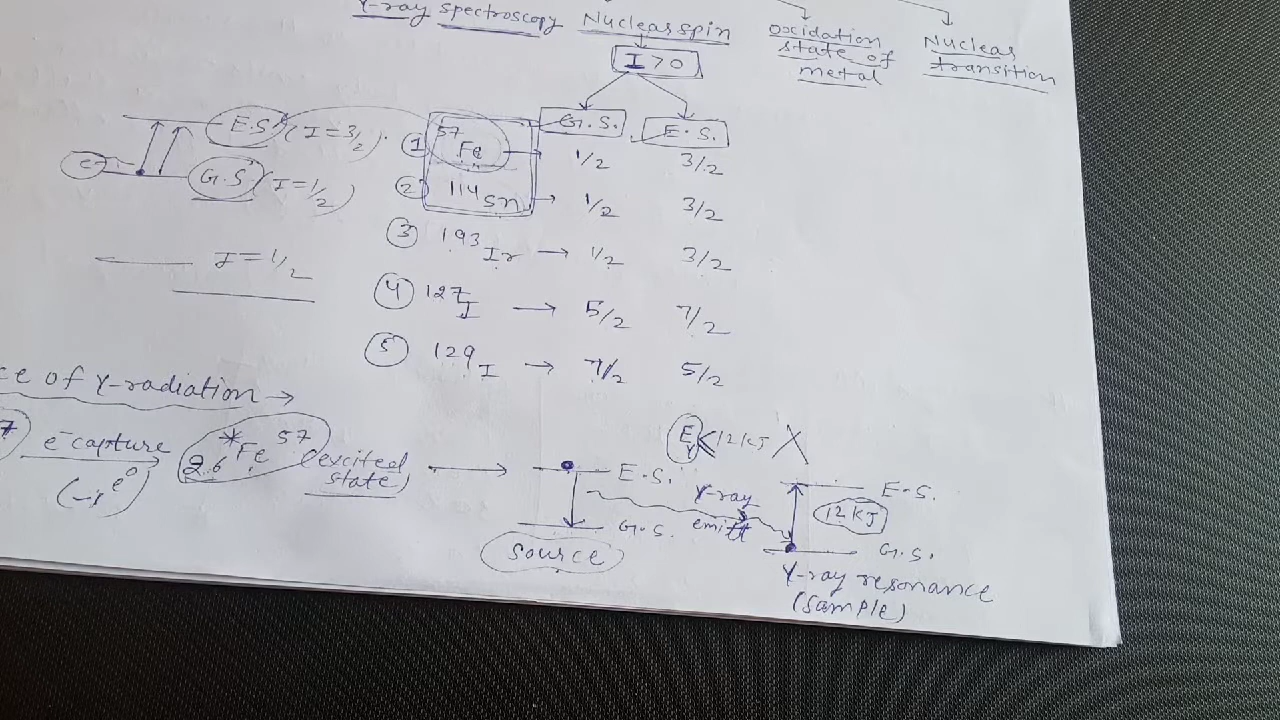 γ-ray spectroscopy
Nuclear spin
oxidation state of metal
Nuclear transition
I > 0
G.S. E.S.
E.S (I = 3/2)
G.S (I = 1/2)
e-
I = 1/2
① 57Fe → 1/2 3/2
② 114Sn → 1/2 3/2
③ 193Ir → 1/2 3/2
④ 127I → 5/2 7/2
⑤ 129I → 7/2 5/2
ce of γ-radiation →
7 e- capture (-1e0) 26*Fe57 (excited state) →
E.S.
G.S.
source
γ-ray emitt
Eγ < 12 kJ X
E.S.
12 kJ
G.S.
γ-ray resonance
(sample)